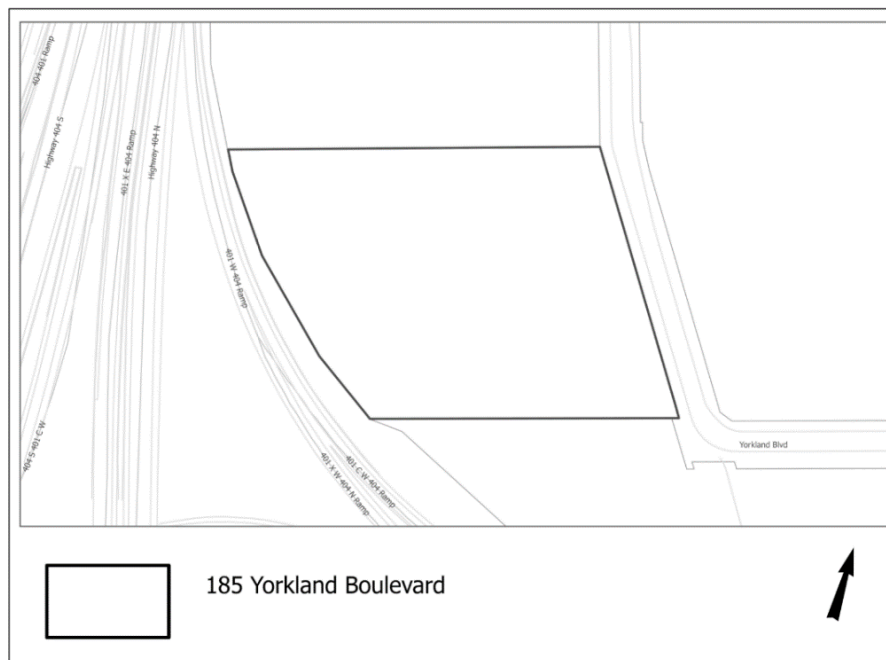 404 401 Ramp
Highway 404 S
401 X E 404 Ramp
Highway 404 N
401 W 404 Ramp
404 S 401 C W
401 X W 404 N Ramp
401 C W 404 Ramp
Yorkland Blvd
185 Yorkland Boulevard